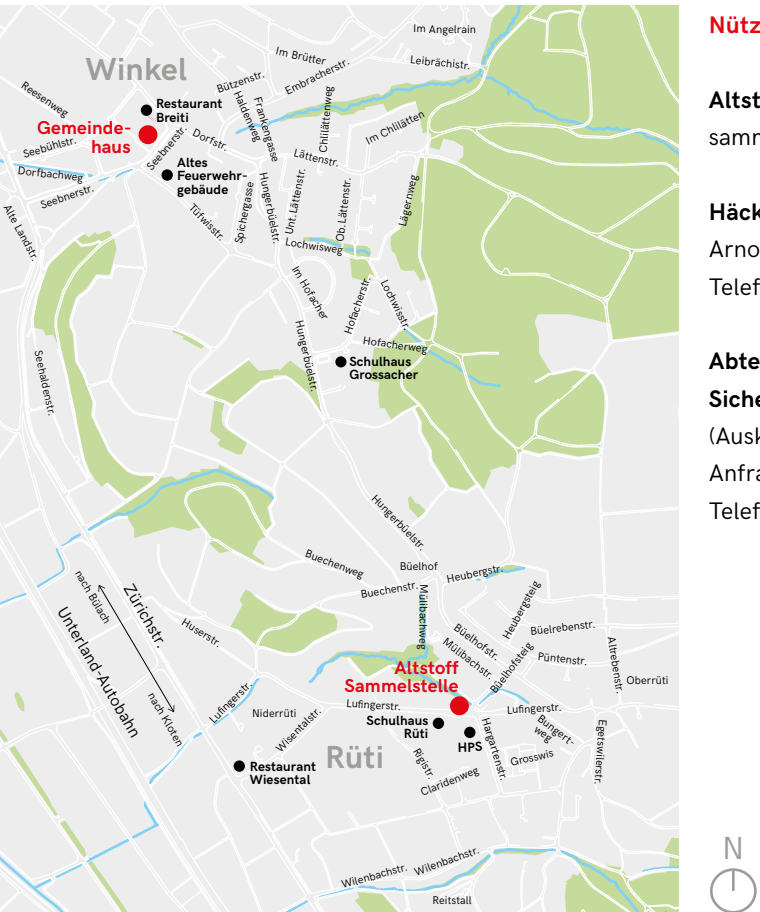 Im Angelrain
Winkel
Im Brütter
Leibrächistr.
Bützenstr.
Embracherstr.
Reesenweg
Restaurant
Breiti
Haldenweg
Frankengasse
Chlilättenweg
Im Chlilätten
Gemeinde-
haus
Seebühlstr.
Seebnerstr.
Dorfstr.
Lättenstr.
Dorfbachweg
Altes
Feuerwehr-
gebäude
Seebnerstr.
Alte Landstr.
Tüfwisstr.
Spichergasse
Hungerbüelstr.
Unt. Lättenstr.
Ob. Lättenstr.
Lägernweg
Lochwisweg
Im Hofacher
Hofacherstr.
Lochwisstr.
Hofacherweg
Hungerbüelstr.
Schulhaus
Grossacher
Seehaldenstr.
Hungerbüelstr.
Buechenweg
Büelhof
Heubergstr.
Buechenstr.
Müllbachweg
Heubergsteig
nach Bülach
Zürichstr.
Unterland-Autobahn
nach Kloten
Huserstr.
Büelhofstr.
Büelrebenstr.
Müllbachstr.
Büelhofsteig
Püntenstr.
Altrebenstr.
Oberrüti
Altstoff
Sammelstelle
Lufingerstr.
Niderrüti
Lufingerstr.
Lufingerstr.
Wisentalstr.
Schulhaus
Rüti
HPS
Hargartenstr.
Bungert-
weg
Egetswilerstr.
Rüti
Rigistr.
Grosswis
Claridenweg
Restaurant
Wiesental
Wilenbachstr.
Wilenbachstr.
Reitstall
Nütz
Altst
samm
Häck
Arno
Telef
Abte
Siche
(Ausk
Anfra
Telef
N